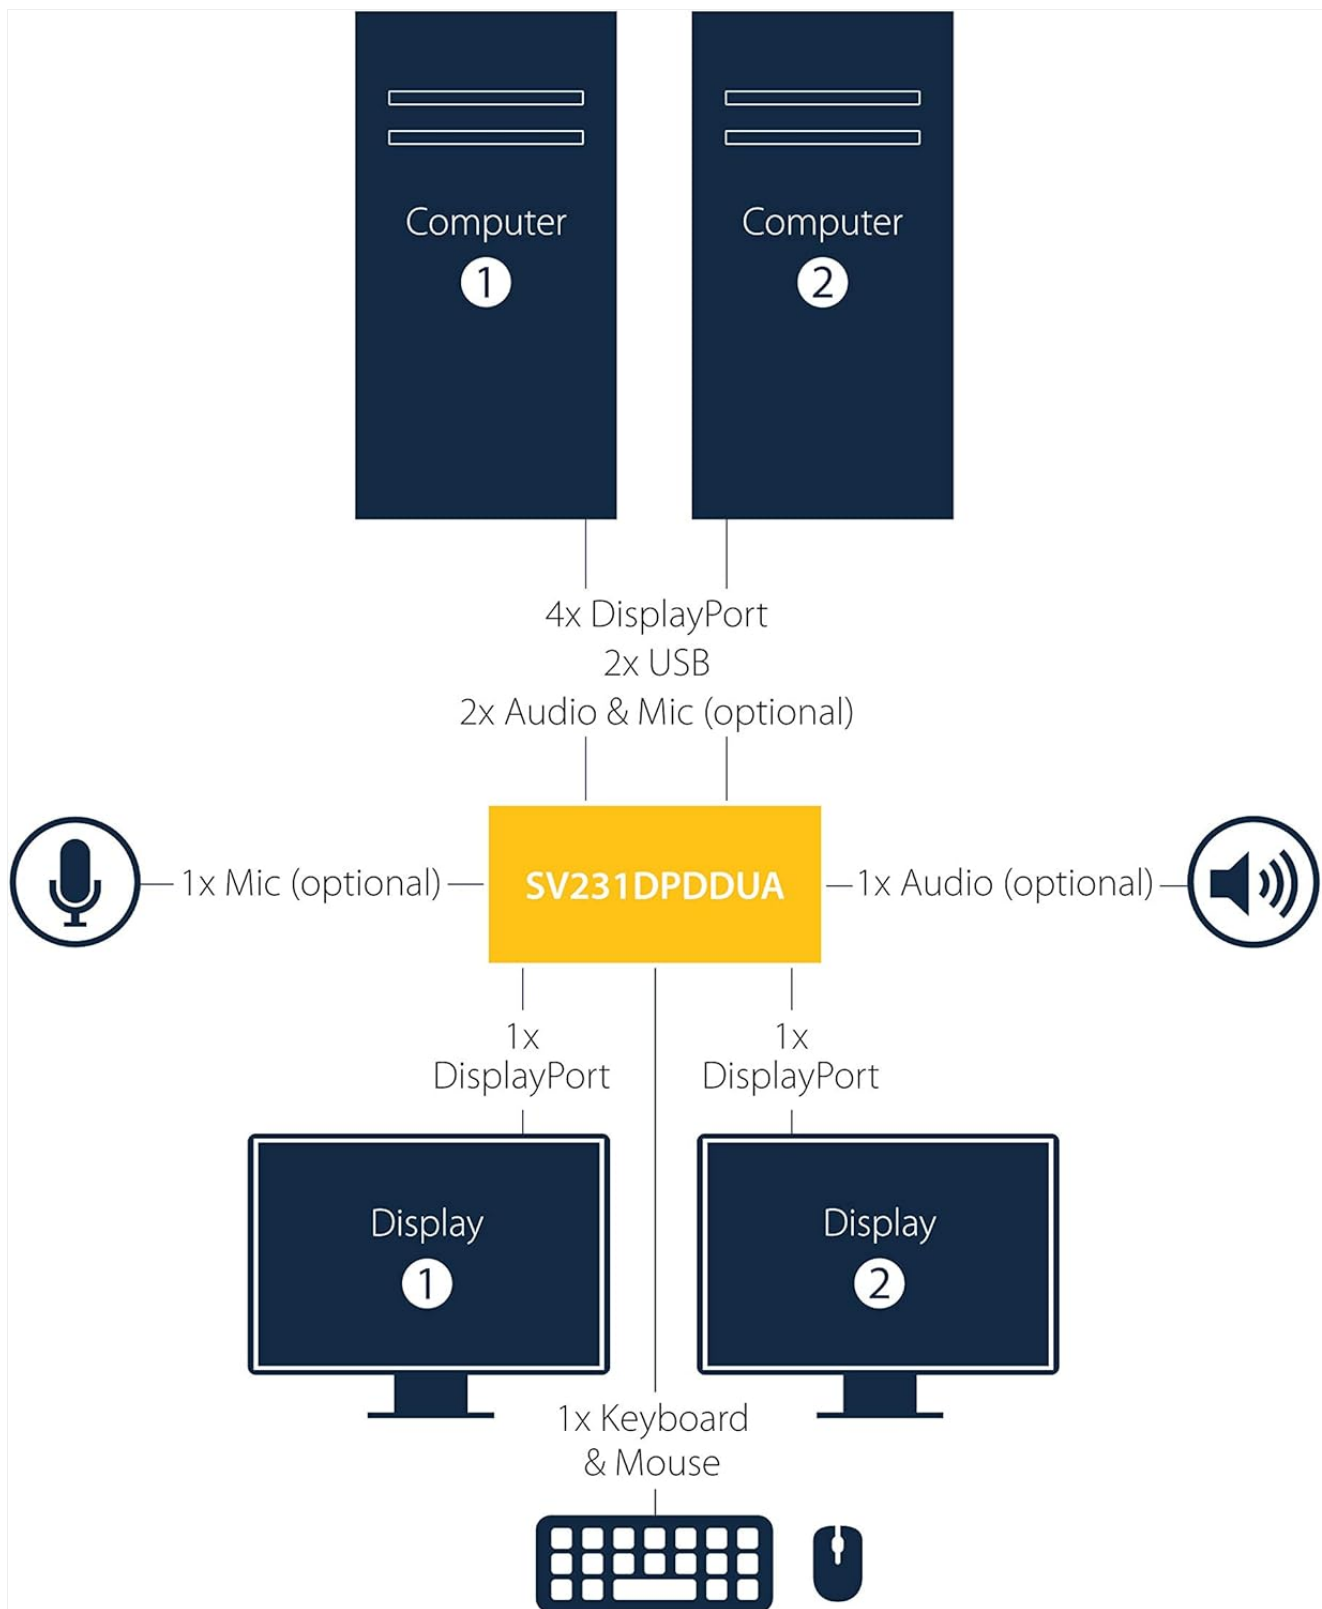 Computer
1
Computer
2
4x DisplayPort
2x USB
2x Audio & Mic (optional)
1x Mic (optional)
SV231DPDDUA
1x Audio (optional)
1x
DisplayPort
1x
DisplayPort
Display
1
Display
2
1x Keyboard
& Mouse